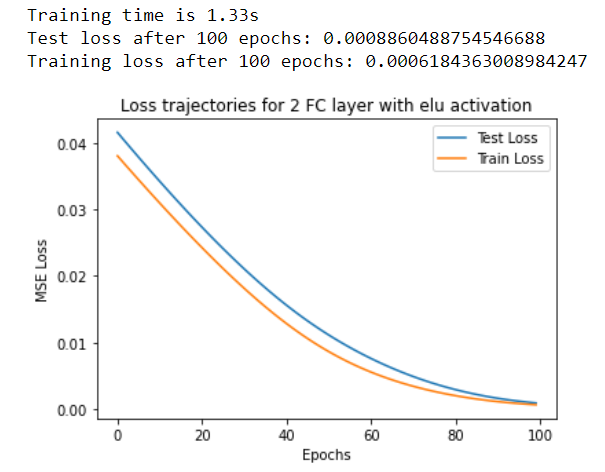 Training time is 1.33s
Test loss after 100 epochs: 0.0008860488754546688
Training loss after 100 epochs: 0.0006184363008984247
Loss trajectories for 2 FC layer with elu activation
Test Loss
Train Loss
0.04
0.03
0.02
0.01
0.00
MSE Loss
0 20 40 60 80 100
Epochs